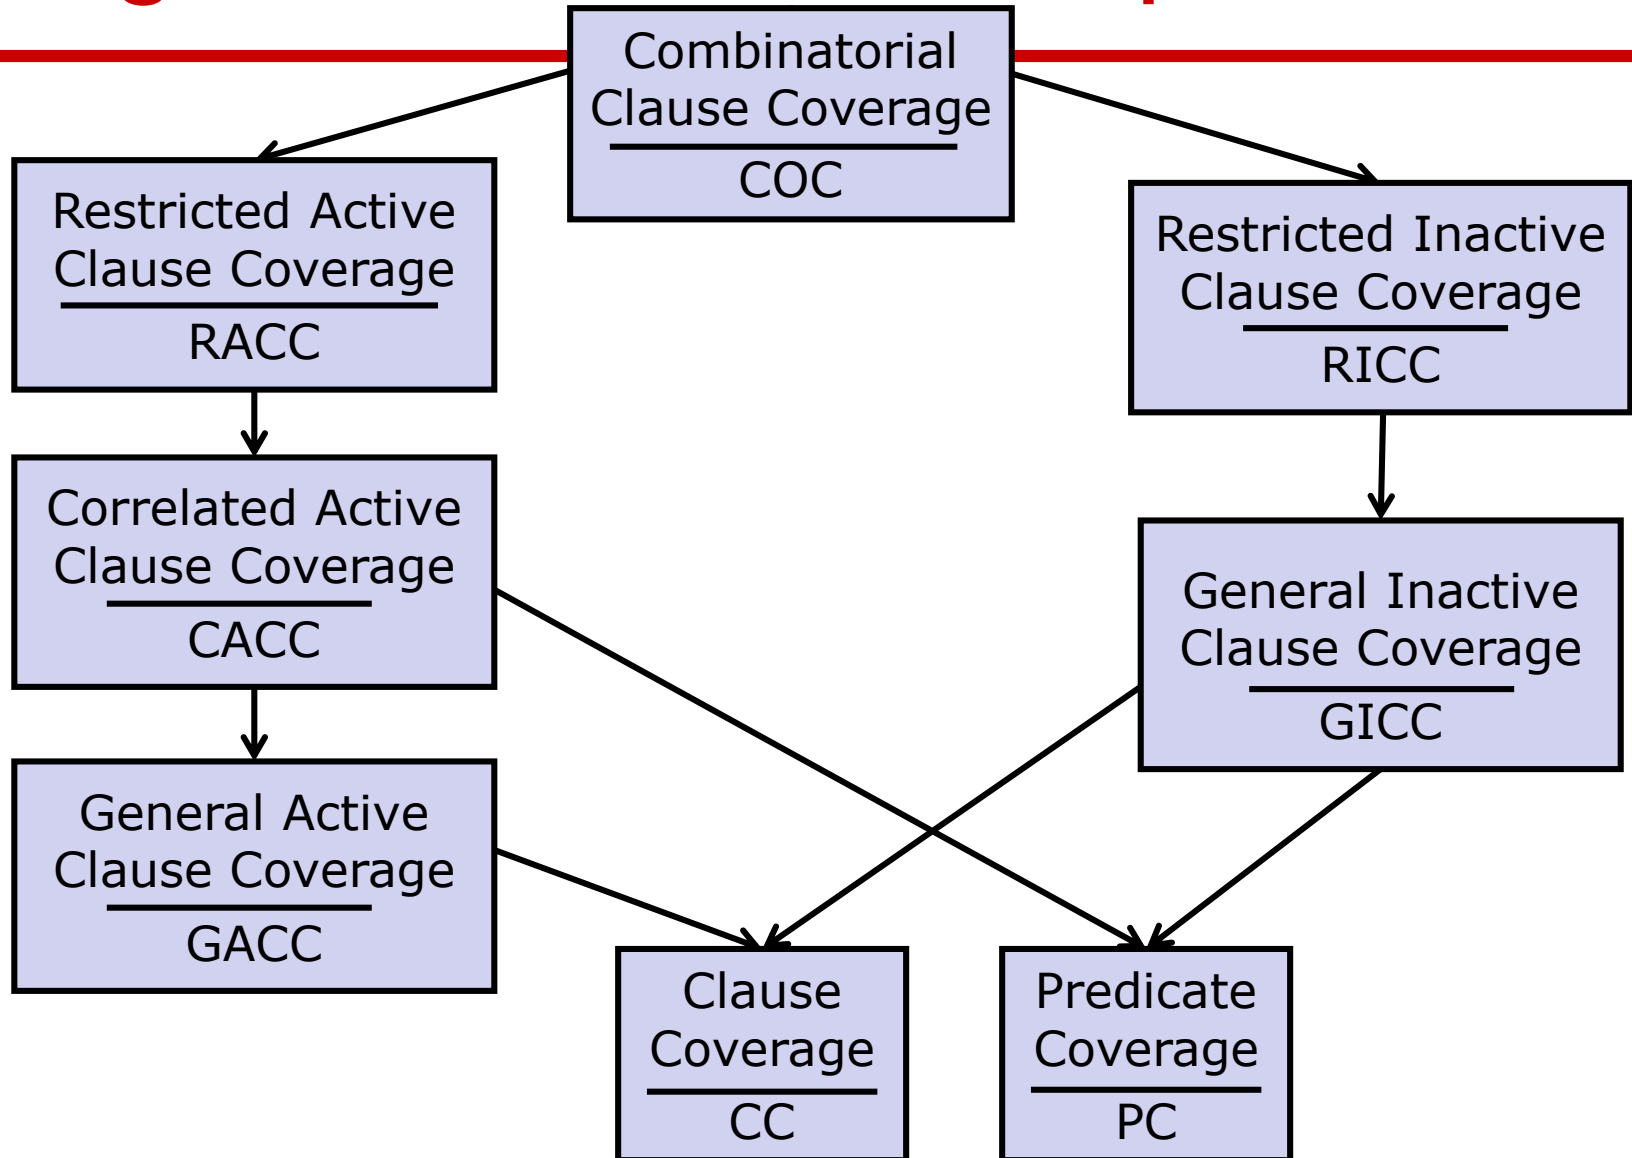 Combinatorial
Clause Coverage
COC
Restricted Active
Clause Coverage
RACC
Restricted Inactive
Clause Coverage
RICC
Correlated Active
Clause Coverage
CACC
General Inactive
Clause Coverage
GICC
General Active
Clause Coverage
GACC
Clause
Coverage
CC
Predicate
Coverage
PC